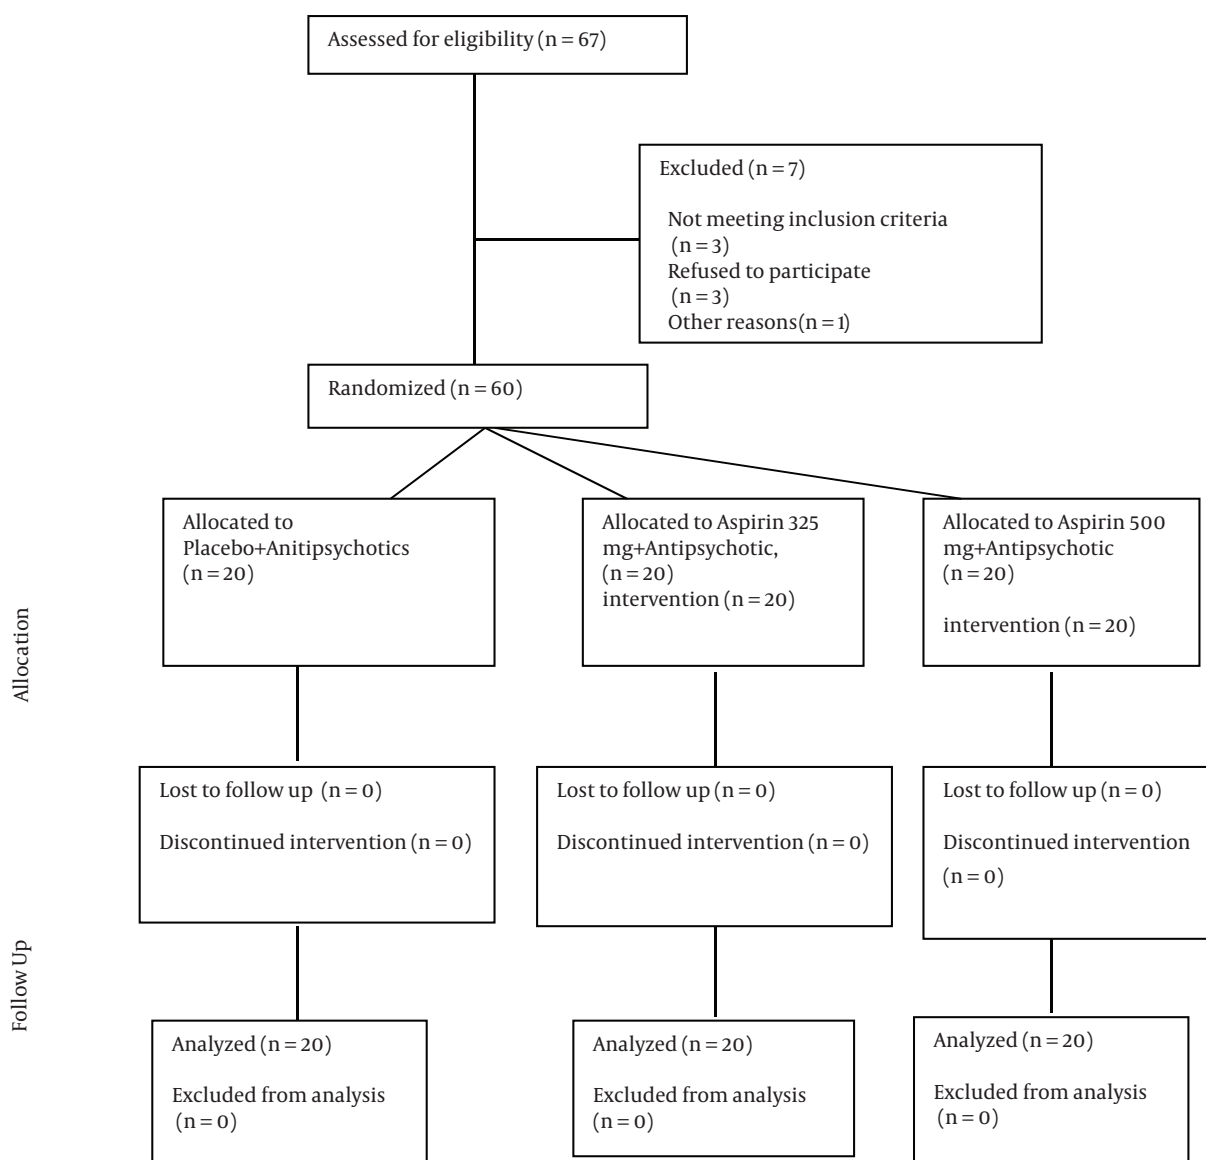 Assessed for eligibility (n = 67)
Excluded (n = 7)
Not meeting inclusion criteria
(n = 3)
Refused to participate
(n = 3)
Other reasons(n = 1)
Randomized (n = 60)
Allocation
Allocated to
Placebo+Anitipsychotics
(n = 20)
Allocated to Aspirin 325
mg+Antipsychotic,
(n = 20)
intervention (n = 20)
Allocated to Aspirin 500
mg+Antipsychotic
(n = 20)
intervention (n = 20)
Follow Up
Lost to follow up (n = 0)
Discontinued intervention (n = 0)
Lost to follow up (n = 0)
Discontinued intervention (n = 0)
Lost to follow up (n = 0)
Discontinued intervention
(n = 0)
Analyzed (n = 20)
Excluded from analysis
(n = 0)
Analyzed (n = 20)
Excluded from analysis
(n = 0)
Analyzed (n = 20)
Excluded from analysis
(n = 0)